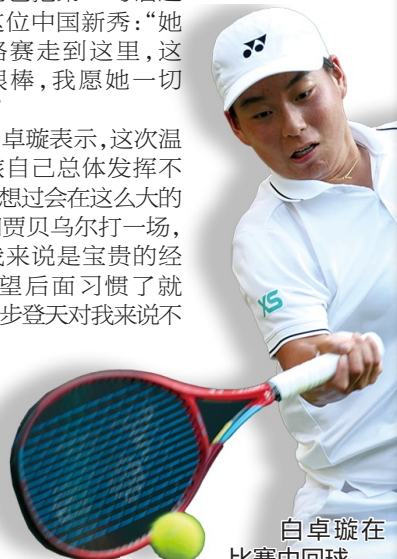 这位中国新秀:“她
格赛走到这里,这
很棒,我愿她一切
卓璇表示,这次温
旅自己总体发挥不
想过会在这么大的
和贾贝乌尔打一场,
我来说是宝贵的经
望后面习惯了就
步登天对我来说不
XS
白卓璇在
比赛中回球